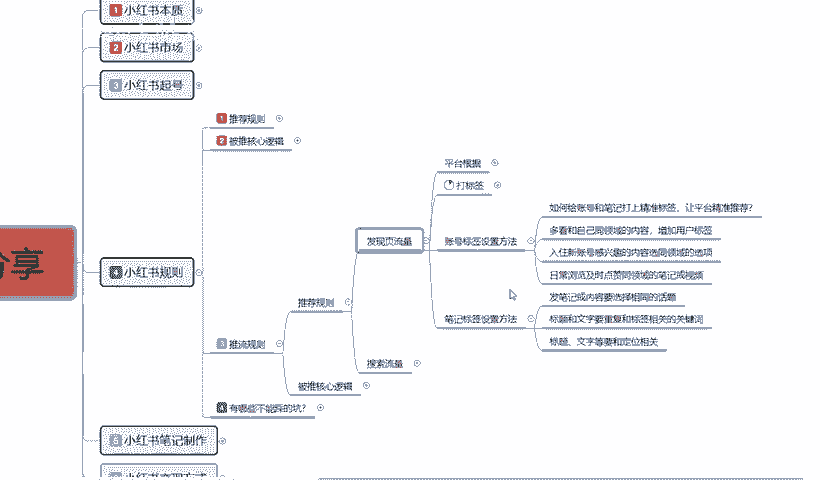 1 小红书本质
2 小红书市场
3 小红书起号
1 推荐规则
2 被推核心逻辑
平台根据
打标签
如何给账号和笔记打上精准标签，让平台精准推荐?
多看和自己同领域的内容，增加用户标签
发现页流量
账号标签设置方法
入住新账号感兴趣的内容选同领域的选项
享
4 小红书规则
日常浏览及时点赞同领域的笔记或视频
推荐规则
发笔记或内容要选择相同的话题
笔记标签设置方法
标题和文字要重复和标签相关的关键词
3 推流规则
标题、文字等要和定位相关
搜索流量
被推核心逻辑
4 有哪些不能踩的坑?
5 小红书笔记制作
小红书变现方式